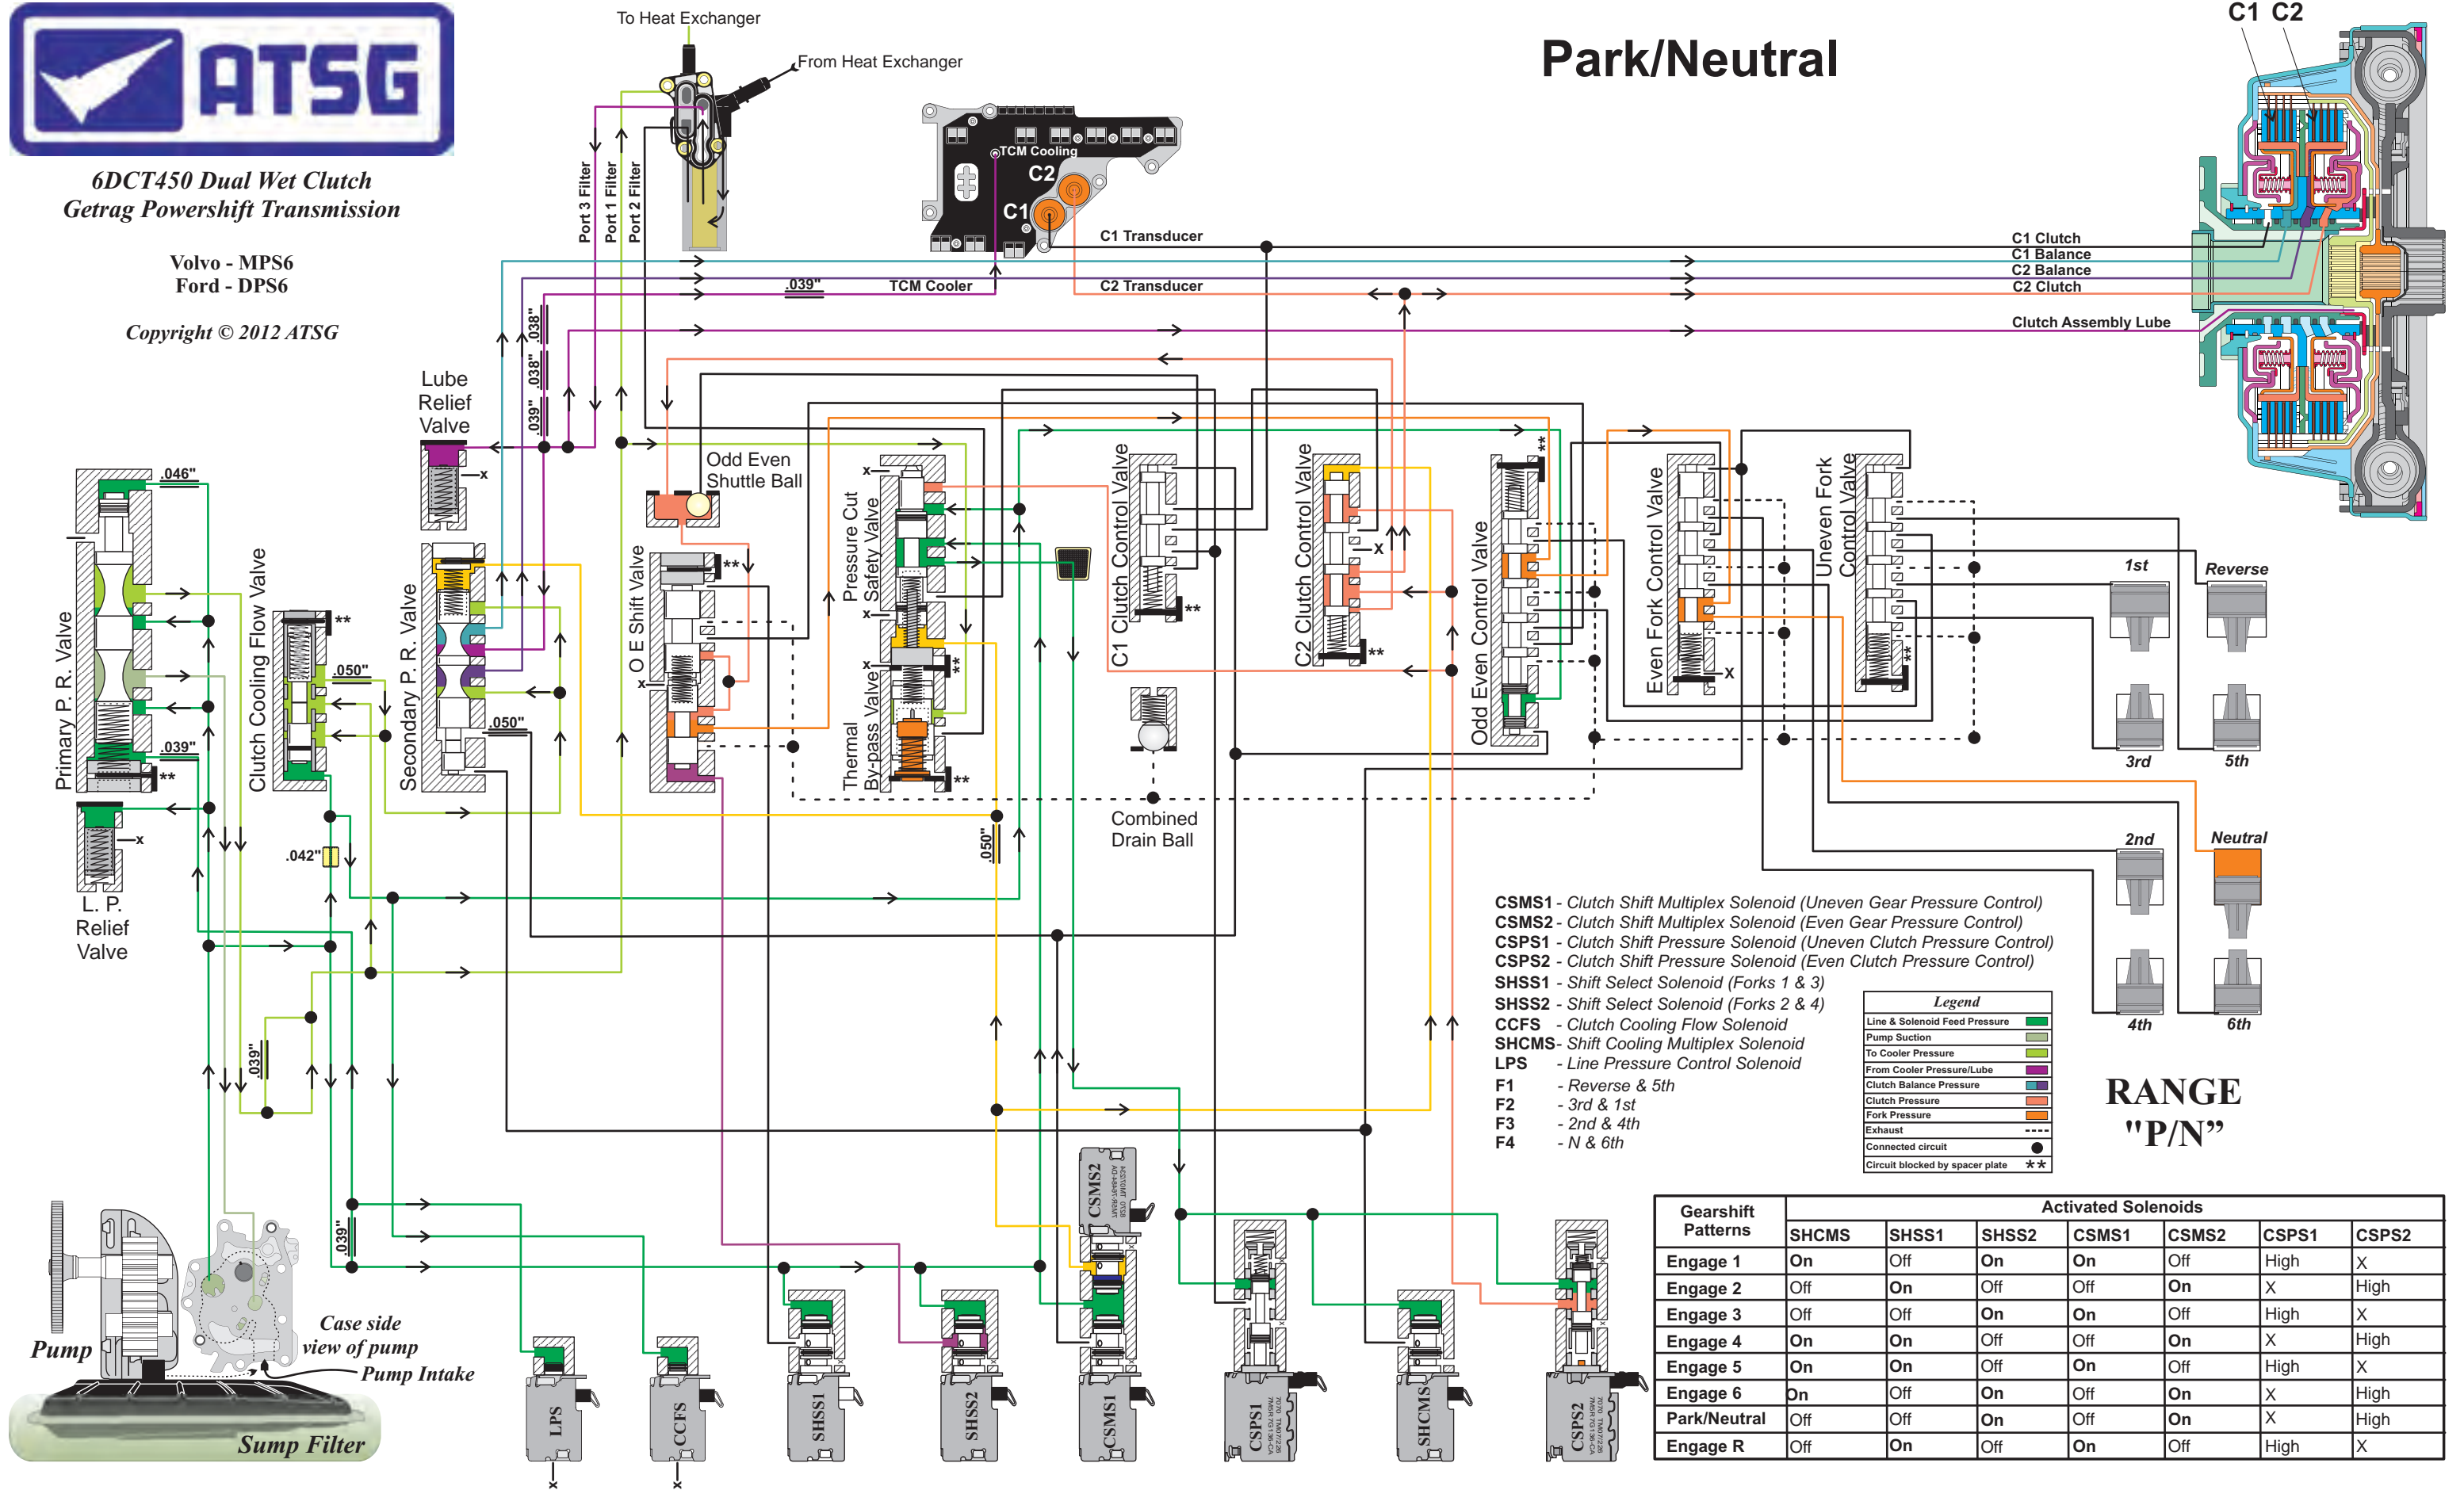 ATSG
6DCT450 Dual Wet Clutch
Getrag Powershift Transmission
Volvo - MPS6
Ford - DPS6
Copyright © 2012 ATSG
To Heat Exchanger
From Heat Exchanger
Park/Neutral
C1 C2
Port 3 Filter
Port 1 Filter
Port 2 Filter
TCM Cooling
C2
C1
C1 Transducer
.039"
TCM Cooler
C2 Transducer
C1 Clutch
C1 Balance
C2 Balance
C2 Clutch
Clutch Assembly Lube
.038"
.038"
.039"
Lube
Relief
Valve
x
Odd Even
Shuttle Ball
.046"
Primary P. R. Valve
.039"
**
Clutch Cooling Flow Valve
**
.050"
Secondary P. R. Valve
.050"
O E Shift Valve
**
x
Pressure Cut
Safety Valve
x
x
x
**
Thermal
By-pass Valve
**
C1 Clutch Control Valve
**
C2 Clutch Control Valve
X
**
Odd Even Control Valve
**
Even Fork Control Valve
X
Uneven Fork
Control Valve
**
1st
Reverse
3rd
5th
2nd
Neutral
4th
6th
x
L. P.
Relief
Valve
.042"
.050"
Combined
Drain Ball
.039"
.039"
CSMS1 - Clutch Shift Multiplex Solenoid (Uneven Gear Pressure Control)
CSMS2 - Clutch Shift Multiplex Solenoid (Even Gear Pressure Control)
CSPS1 - Clutch Shift Pressure Solenoid (Uneven Clutch Pressure Control)
CSPS2 - Clutch Shift Pressure Solenoid (Even Clutch Pressure Control)
SHSS1 - Shift Select Solenoid (Forks 1 & 3)
SHSS2 - Shift Select Solenoid (Forks 2 & 4)
CCFS - Clutch Cooling Flow Solenoid
SHCMS- Shift Cooling Multiplex Solenoid
LPS - Line Pressure Control Solenoid
F1 - Reverse & 5th
F2 - 3rd & 1st
F3 - 2nd & 4th
F4 - N & 6th
Legend
Line & Solenoid Feed Pressure
Pump Suction
To Cooler Pressure
From Cooler Pressure/Lube
Clutch Balance Pressure
Clutch Pressure
Fork Pressure
Exhaust
Connected circuit
Circuit blocked by spacer plate **
RANGE
"P/N”
Pump
Case side
view of pump
Pump Intake
Sump Filter
LPS
x
CCFS
x
SHSS1
SHSS2
CSMS2
CSMS1
CSPS1
SHCMS
CSPS2
Gearshift Patterns Activated Solenoids
SHCMS SHSS1 SHSS2 CSMS1 CSMS2 CSPS1 CSPS2
Engage 1 On Off On On Off High X
Engage 2 Off On Off Off On X High
Engage 3 Off Off On On Off High X
Engage 4 On On Off Off On X High
Engage 5 On On Off On Off High X
Engage 6 On Off On Off On X High
Park/Neutral Off Off On Off On X High
Engage R Off On Off On Off High X